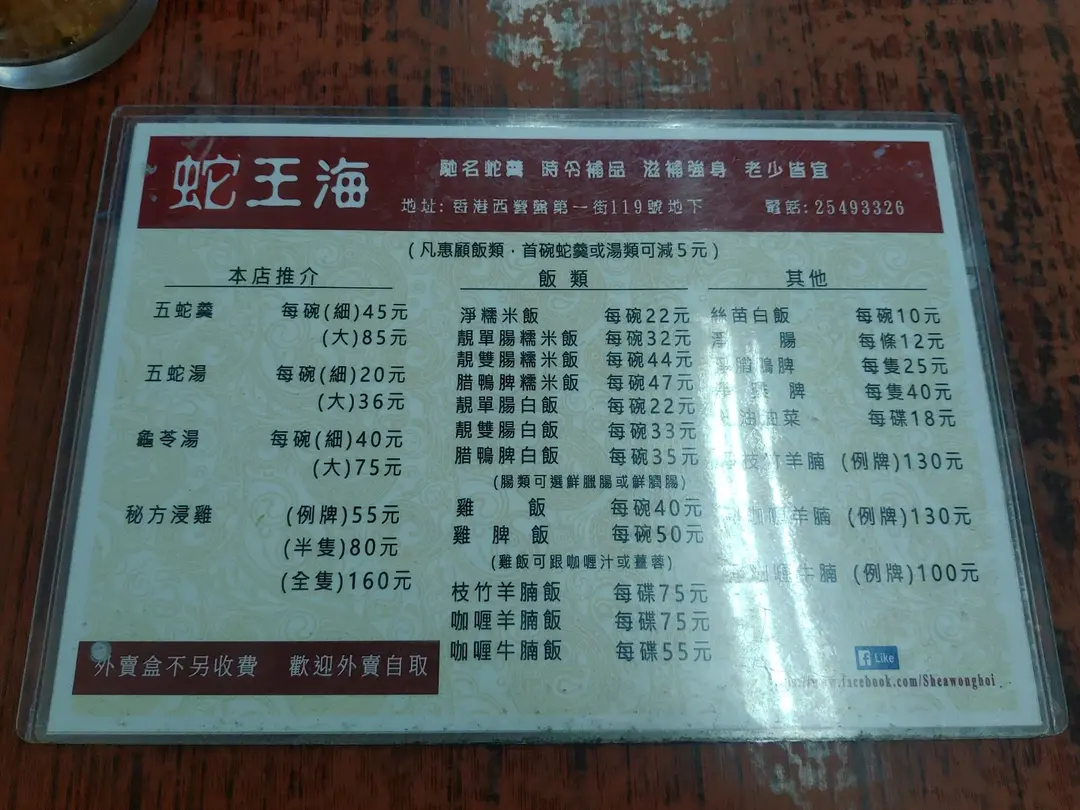 蛇王海
馳名蛇羹 時令補品 滋補強身 老少皆宜
地址: 香港西營盤第一街119號地下 電話: 25493326
(凡惠顧飯類，首碗蛇羹或湯類可減5元)
本店推介
五蛇羹 每碗(細)45元
(大)85元
五蛇湯 每碗(細)20元
(大)36元
龜苓湯 每碗(細)40元
(大)75元
秘方浸雞 (例牌)55元
(半隻)80元
(全隻)160元
飯類
淨糯米飯 每碗22元
靚單腸糯米飯 每碗32元
靚雙腸糯米飯 每碗44元
腊鴨脾糯米飯 每碗47元
靚單腸白飯 每碗22元
靚雙腸白飯 每碗33元
腊鴨脾白飯 每碗35元
(腸類可選鮮臘腸或鮮膶腸)
雞飯 每碗40元
雞脾飯 每碗50元
(雞飯可跟咖喱汁或薑蓉)
枝竹羊腩飯 每碟75元
咖喱羊腩飯 每碟75元
咖喱牛腩飯 每碟55元
其他
絲苗白飯 每碗10元
淨腸 每條12元
腊鴨脾 每隻25元
脾 每隻40元
油菜 每碟18元
枝竹羊腩 (例牌)130元
咖喱羊腩 (例牌)130元
咖喱牛腩 (例牌)100元
外賣盒不另收費 歡迎外賣自取
f Like
www.facebook.com/Sheawonghoi